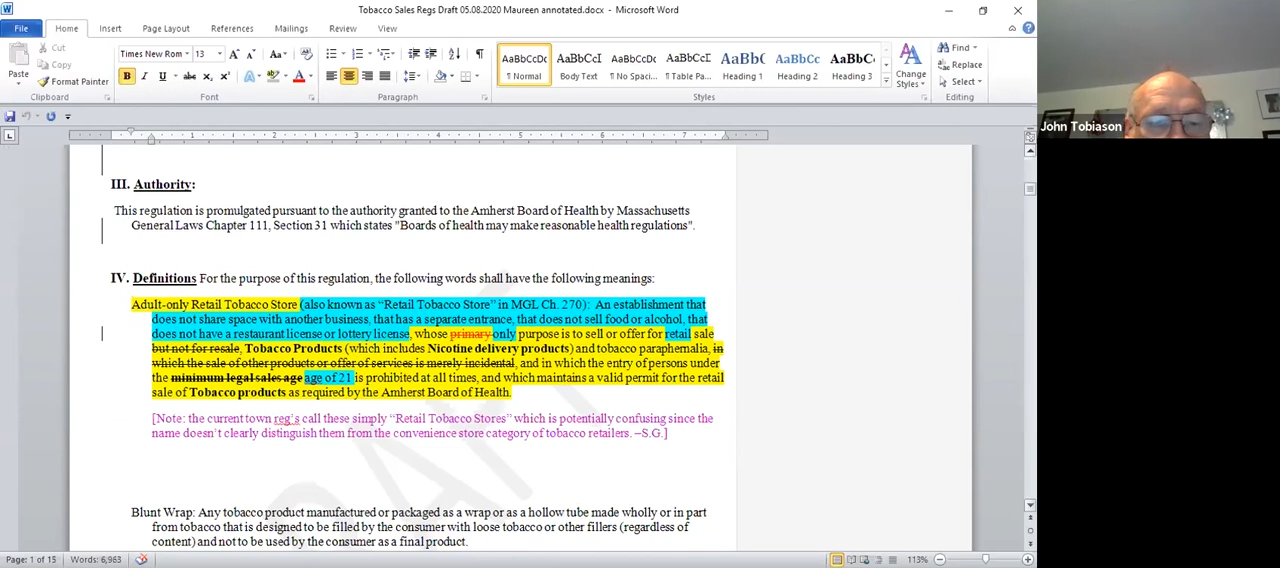 Tobacco Sales Regs Draft 05.08.2020 Maureen annotated.docx - Microsoft Word
File Home Insert Page Layout References Mailings Review View
Paste
Cut
Copy
Format Painter
Clipboard
Times New Rom 13
B I U abc x₂ x² A
Font
Paragraph
AaBbCcDc AaBbCcI AaBbCcDc AaBbCcI AaBbC AaBbCc AaBbC
¶ Normal Body Text ¶ No Spaci... ¶ Table Pa... Heading 1 Heading 2 Heading 3
Change Styles
Styles
Find
Replace
Select
Editing
1 2 3 4 5 6 7
John Tobiason
III. Authority:
This regulation is promulgated pursuant to the authority granted to the Amherst Board of Health by Massachusetts
General Laws Chapter 111, Section 31 which states "Boards of health may make reasonable health regulations".
IV. Definitions For the purpose of this regulation, the following words shall have the following meanings:
Adult-only Retail Tobacco Store (also known as “Retail Tobacco Store” in MGL Ch. 270): An establishment that
does not share space with another business, that has a separate entrance, that does not sell food or alcohol, that
does not have a restaurant license or lottery license, whose primary only purpose is to sell or offer for retail sale
but not for resale, Tobacco Products (which includes Nicotine delivery products) and tobacco paraphernalia, in
which the sale of other products or offer of services is merely incidental, and in which the entry of persons under
the minimum legal sales age age of 21 is prohibited at all times, and which maintains a valid permit for the retail
sale of Tobacco products as required by the Amherst Board of Health.
[Note: the current town reg’s call these simply “Retail Tobacco Stores” which is potentially confusing since the
name doesn’t clearly distinguish them from the convenience store category of tobacco retailers. –S.G.]
Blunt Wrap: Any tobacco product manufactured or packaged as a wrap or as a hollow tube made wholly or in part
from tobacco that is designed to be filled by the consumer with loose tobacco or other fillers (regardless of
content) and not to be used by the consumer as a final product.
Page: 1 of 15 Words: 6,963 113%